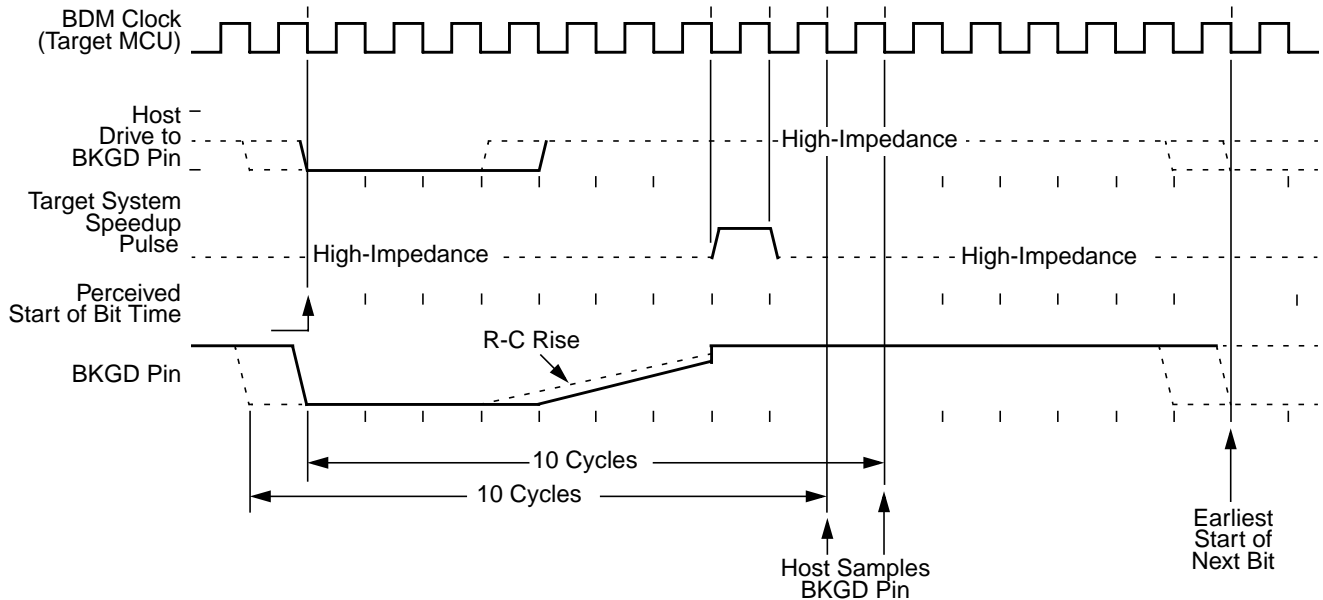 BDM Clock
(Target MCU)
Host
Drive to
BKGD Pin
High-Impedance
Target System
Speedup
Pulse
High-Impedance
High-Impedance
Perceived
Start of Bit Time
R-C Rise
BKGD Pin
10 Cycles
10 Cycles
Earliest
Start of
Next Bit
Host Samples
BKGD Pin